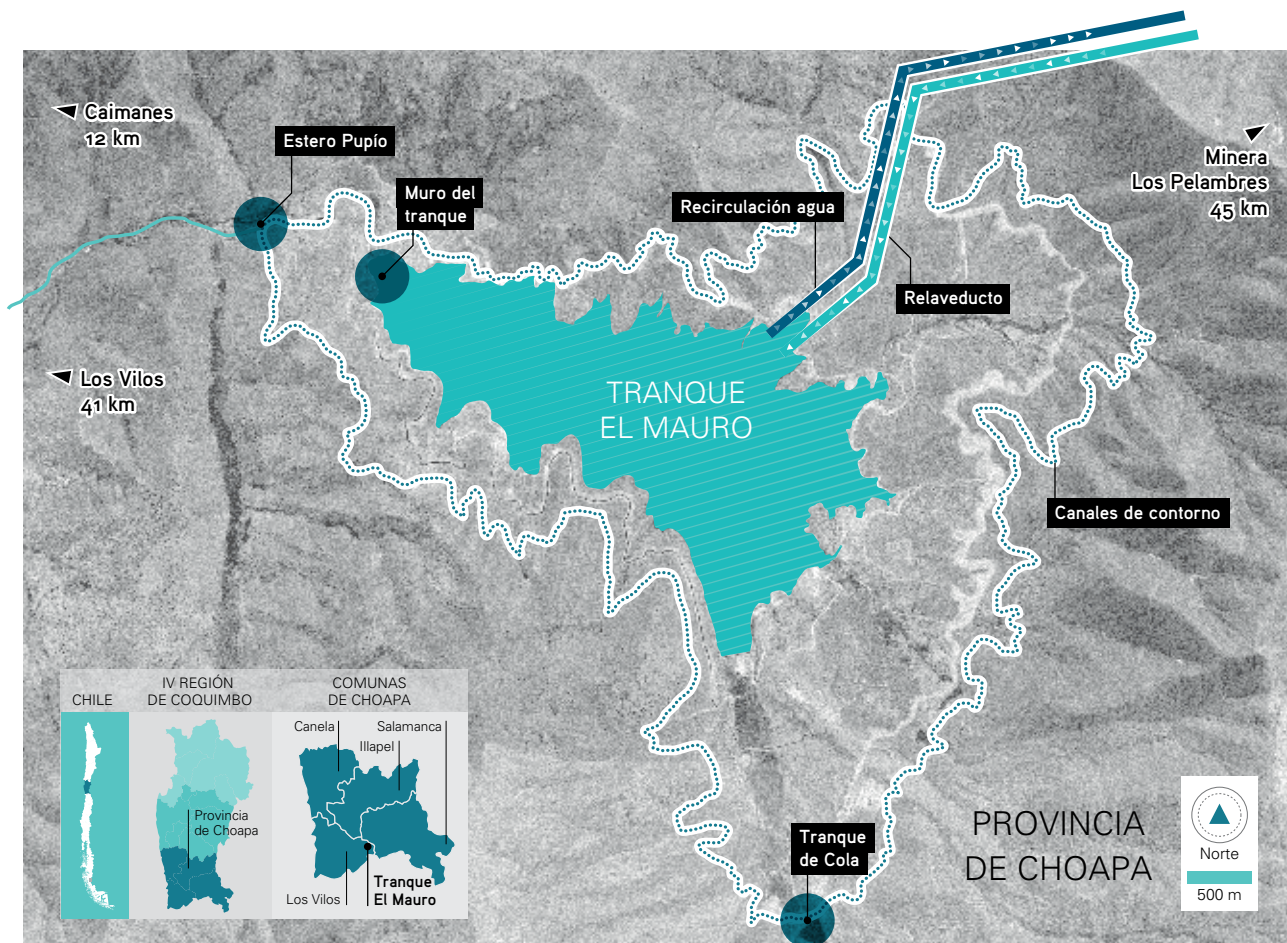 Caimanes
12 km
Estero Pupío
Muro del
tranque
Recirculación agua
Minera
Los Pelambres
45 km
Relaveducto
Los Vilos
41 km
TRANQUE
EL MAURO
Canales de contorno
CHILE
IV REGIÓN
DE COQUIMBO
Provincia
de Choapa
COMUNAS
DE CHOAPA
Canela
Salamanca
Illapel
Los Vilos
Tranque
El Mauro
Tranque
de Cola
PROVINCIA
DE CHOAPA
Norte
500 m